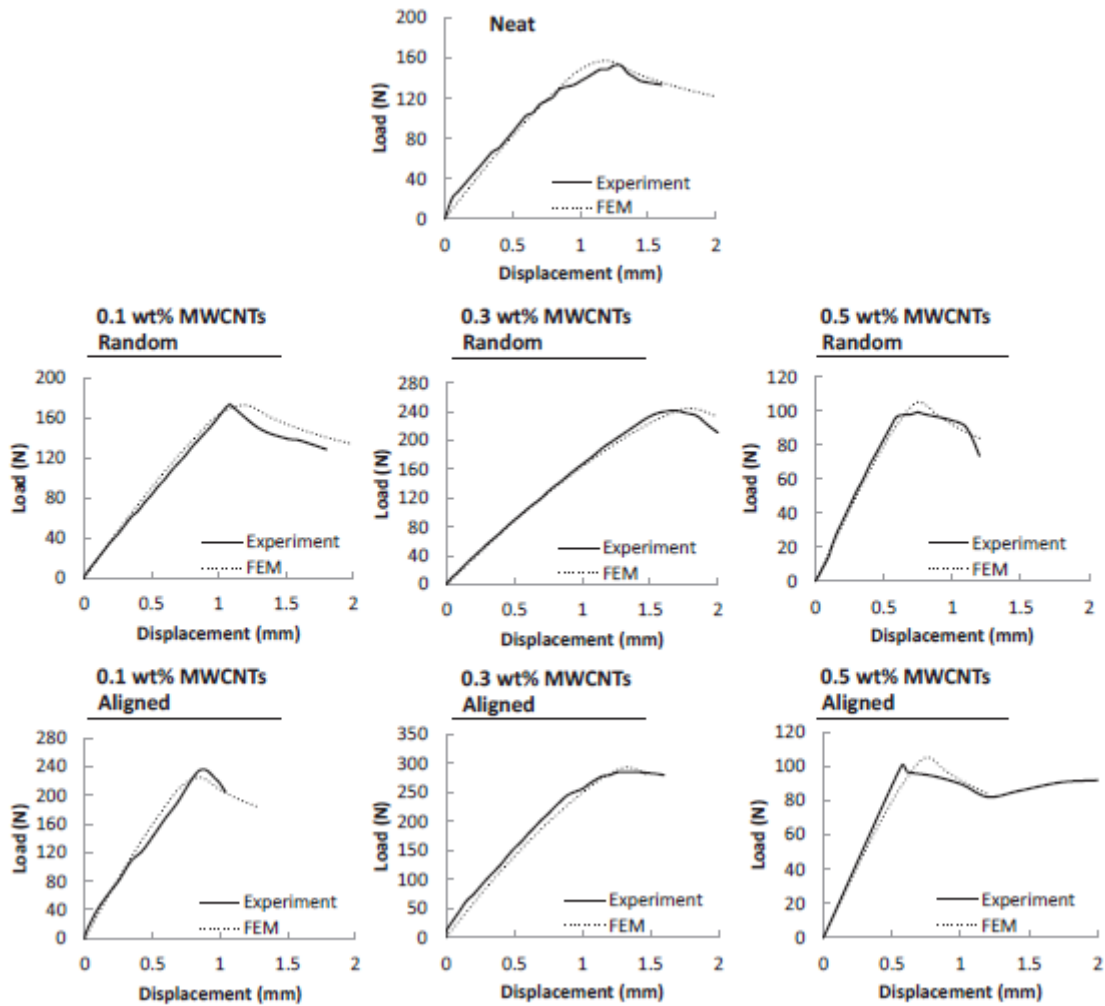 Neat
200
160
120
80
40
0
Load (N)
Experiment
FEM
0 0.5 1 1.5 2
Displacement (mm)
0.1 wt% MWCNTs
Random
200
160
120
80
40
0
Load (N)
Experiment
FEM
0 0.5 1 1.5 2
Displacement (mm)
0.3 wt% MWCNTs
Random
280
240
200
160
120
80
40
0
Load (N)
Experiment
FEM
0 0.5 1 1.5 2
Displacement (mm)
0.5 wt% MWCNTs
Random
120
100
80
60
40
20
0
Load (N)
Experiment
FEM
0 0.5 1 1.5 2
Displacement (mm)
0.1 wt% MWCNTs
Aligned
280
240
200
160
120
80
40
0
Load (N)
Experiment
FEM
0 0.5 1 1.5 2
Displacement (mm)
0.3 wt% MWCNTs
Aligned
350
300
250
200
150
100
50
0
Load (N)
Experiment
FEM
0 0.5 1 1.5 2
Displacement (mm)
0.5 wt% MWCNTs
Aligned
120
100
80
60
40
20
0
Load (N)
Experiment
FEM
0 0.5 1 1.5 2
Displacement (mm)